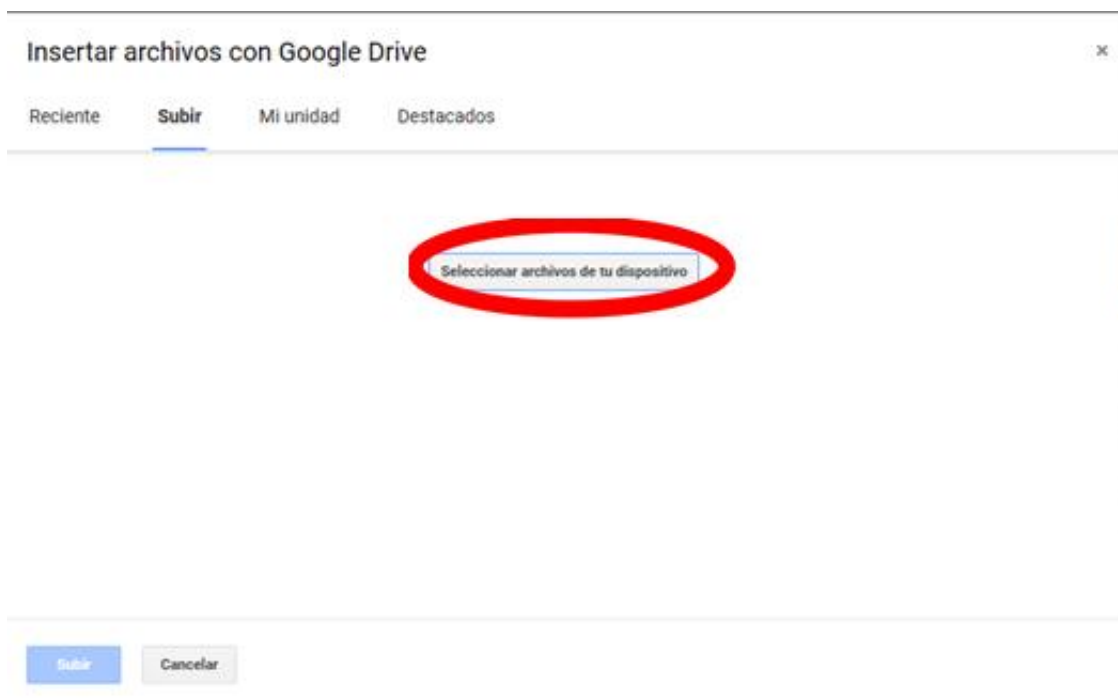 Insertar archivos con Google Drive ×
Reciente Subir Mi unidad Destacados
Seleccionar archivos de tu dispositivo
Subir Cancelar